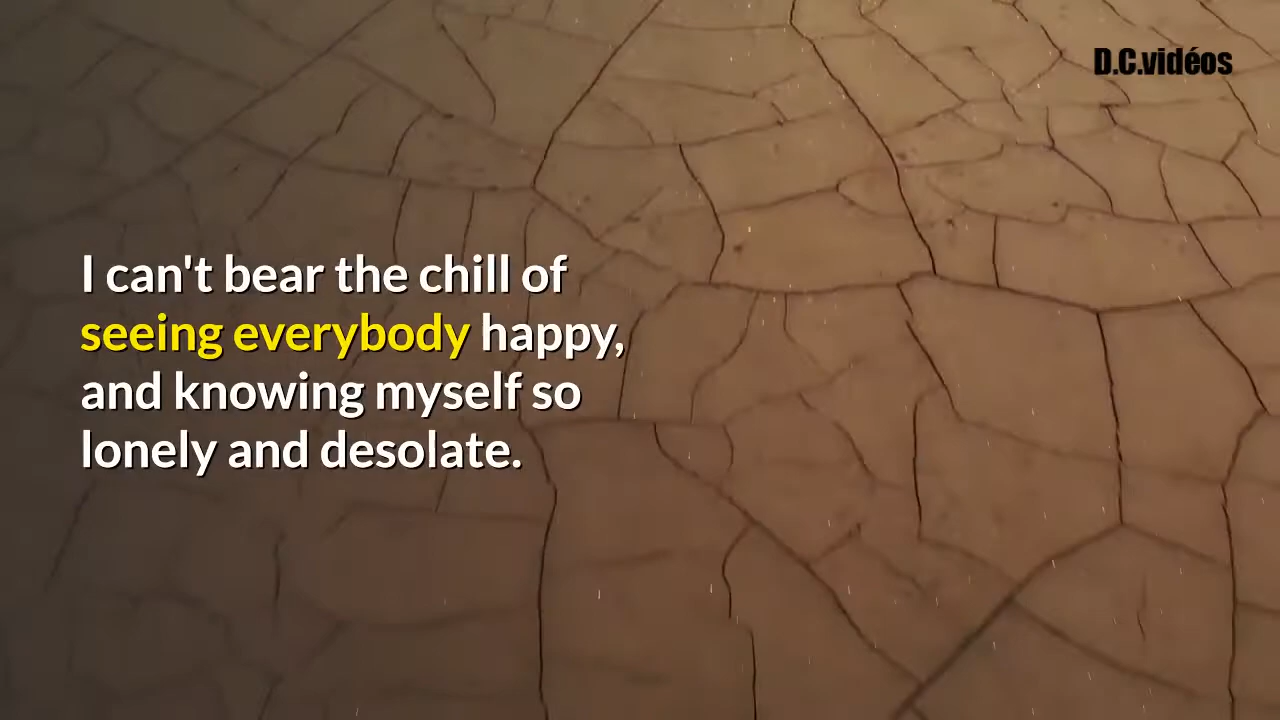 D.C.vidéos
I can't bear the chill of
seeing everybody happy,
and knowing myself so
lonely and desolate.